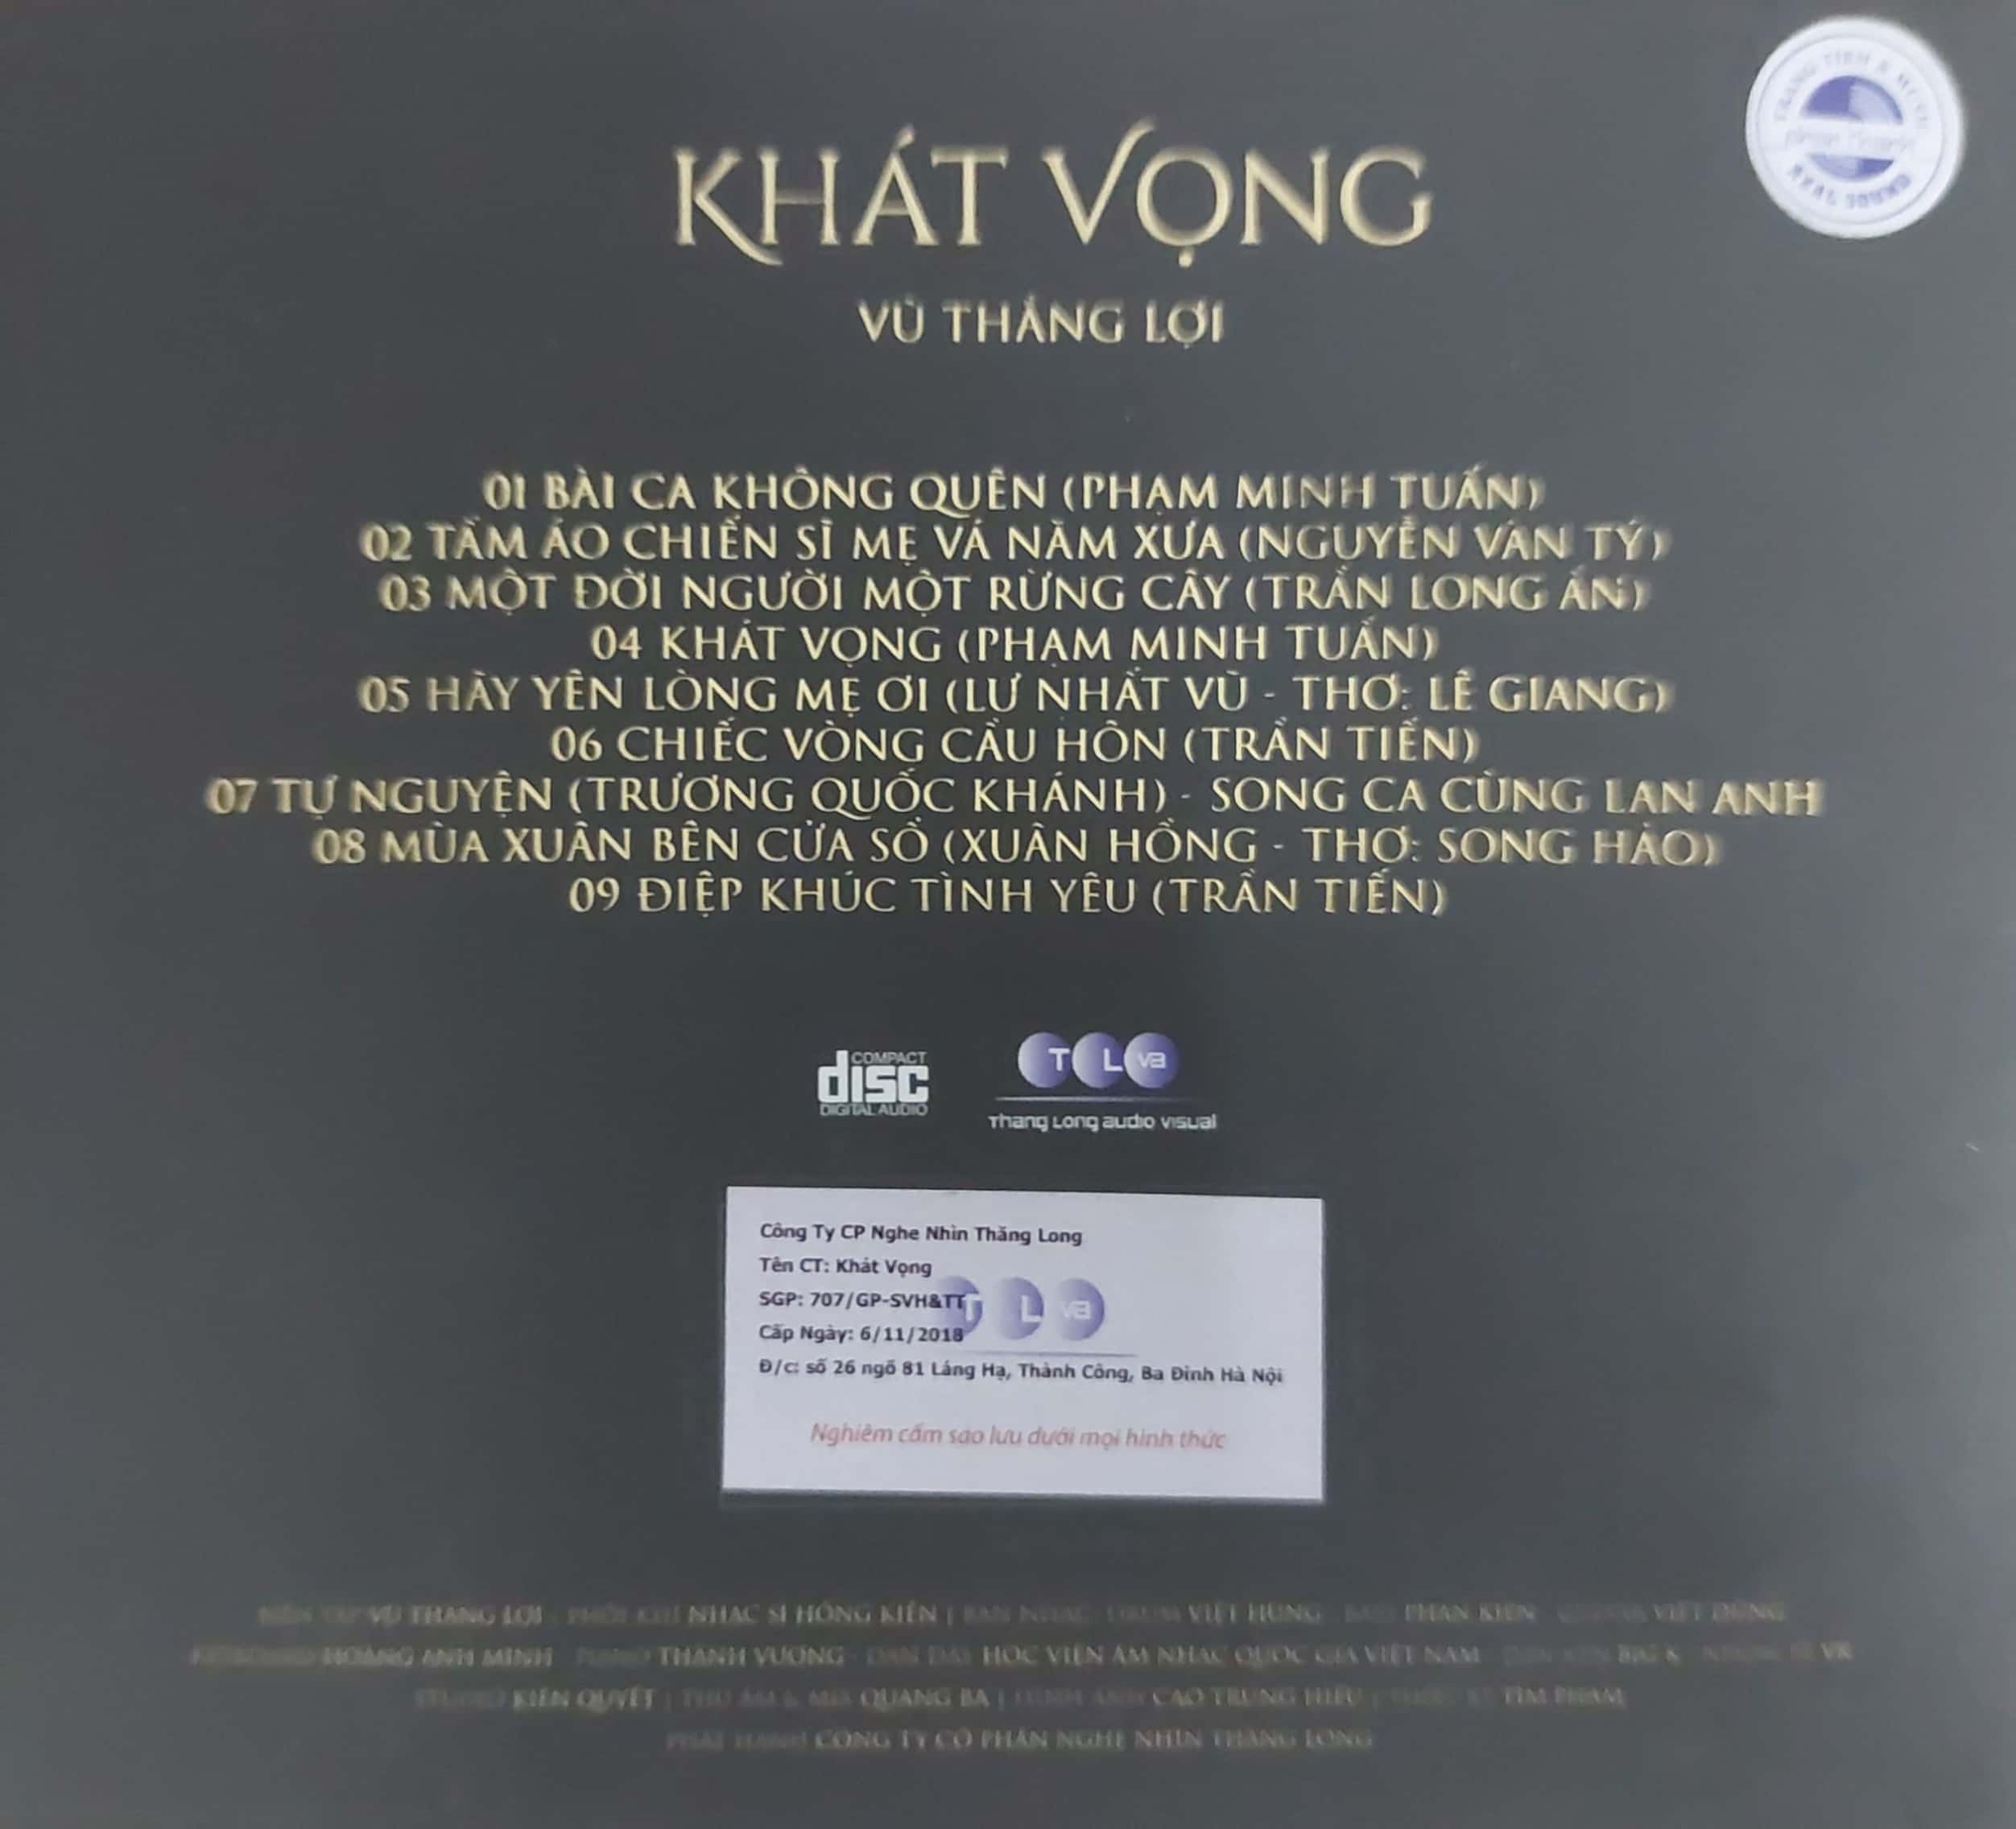 KHÁT VỌNG
VŨ THẮNG LỢI
01 BÀI CA KHÔNG QUÊN (PHẠM MINH TUẤN)
02 TẤM ÁO CHIẾN SĨ MẸ VÁ NĂM XƯA (NGUYỄN VĂN TÝ)
03 MỘT ĐỜI NGƯỜI MỘT RỪNG CÂY (TRẦN LONG ẨN)
04 KHÁT VỌNG (PHẠM MINH TUẤN)
05 HÃY YÊN LÒNG MẸ ƠI (LƯ NHẤT VŨ - THƠ: LÊ GIANG)
06 CHIẾC VÒNG CẦU HÔN (TRẦN TIẾN)
07 TỰ NGUYỆN (TRƯƠNG QUỐC KHÁNH) - SONG CA CÙNG LAN ANH
08 MÙA XUÂN BÊN CỬA SỔ (XUÂN HỒNG - THƠ: SONG HẢO)
09 ĐIỆP KHÚC TÌNH YÊU (TRẦN TIẾN)
COMPACT
disc
DIGITAL AUDIO
TLVB
Thang Long audio visual
Công Ty CP Nghe Nhìn Thăng Long
Tên CT: Khát Vọng
SGP: 707/GP-SVH&TT
Cấp Ngày: 6/11/2018
Đ/c: số 26 ngõ 81 Láng Hạ, Thành Công, Ba Đình Hà Nội
TLVB
Nghiêm cấm sao lưu dưới mọi hình thức
VŨ THẮNG LỢI NHẠC SĨ HỒNG KIÊN | VIỆT HÙNG PHAN KIÊN VIỆT DŨNG
HOÀNG ANH MINH THANH VƯƠNG HỌC VIỆN ÂM NHẠC QUỐC GIA VIỆT NAM BIG K
KIÊN QUYẾT | QUANG BA | CAO TRUNG HIẾU | TIM PHAM
CÔNG TY CỔ PHẦN NGHE NHÌN THĂNG LONG